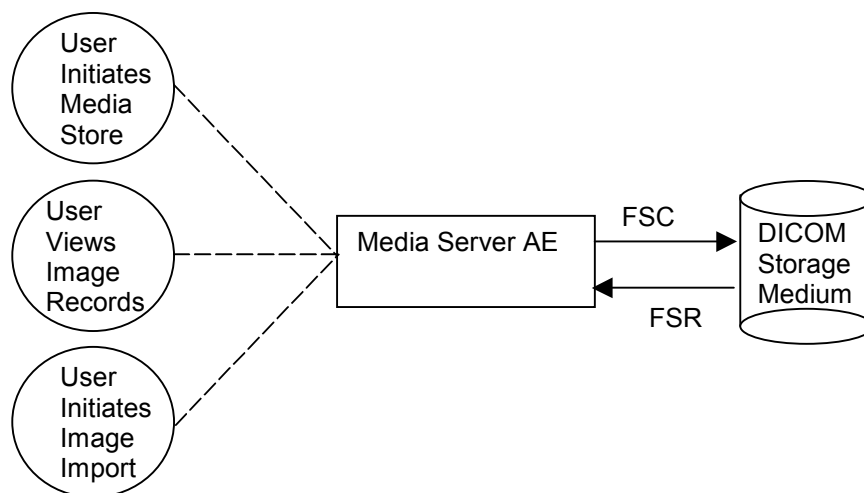 User
Initiates
Media
Store
User
Views
Image
Records
User
Initiates
Image
Import
Media Server AE
FSC
FSR
DICOM
Storage
Medium